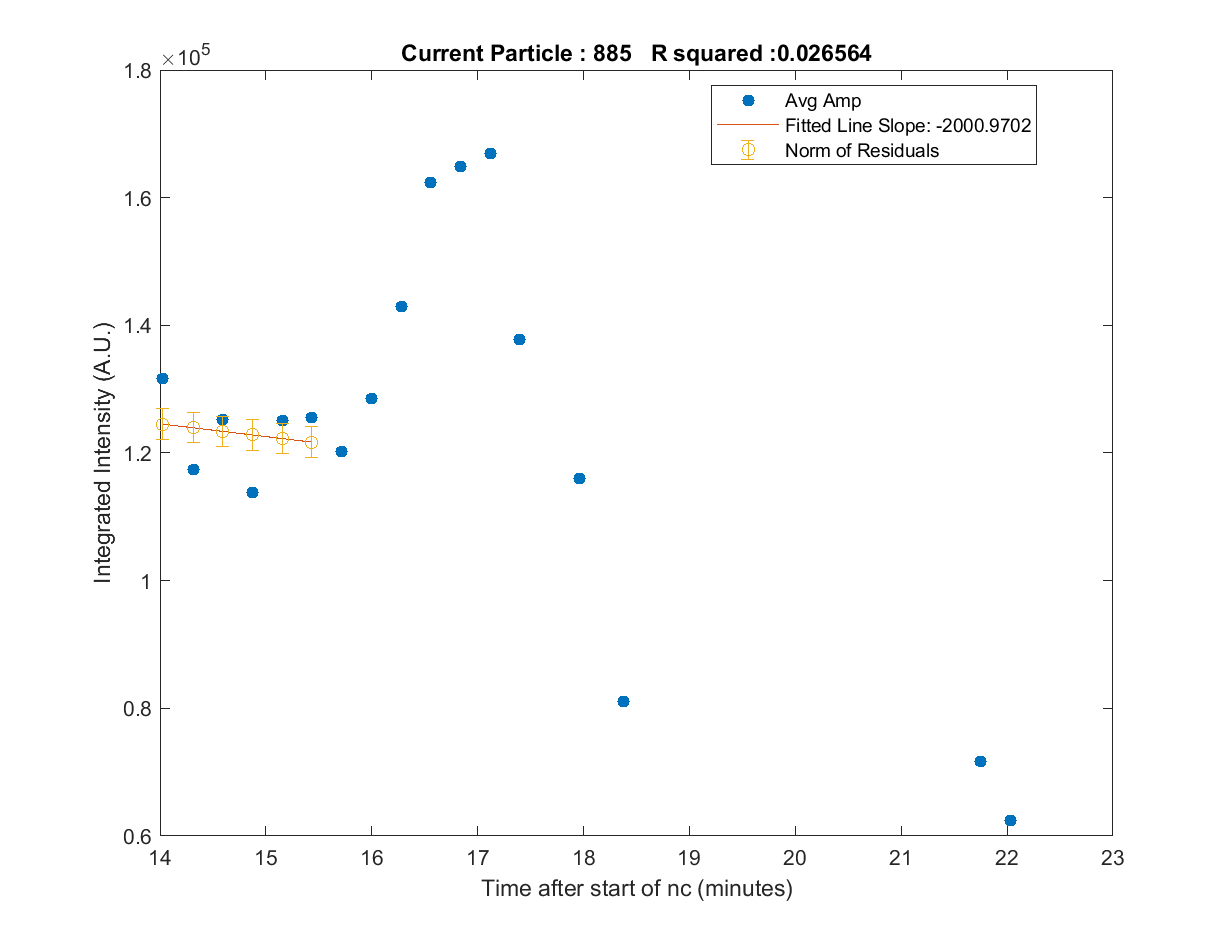 Current Particle : 885 R squared :0.026564
×10^5
Avg Amp
Fitted Line Slope: -2000.9702
Norm of Residuals
1.8
1.6
1.4
1.2
1
0.8
0.6
Integrated Intensity (A.U.)
14 15 16 17 18 19 20 21 22 23
Time after start of nc (minutes)